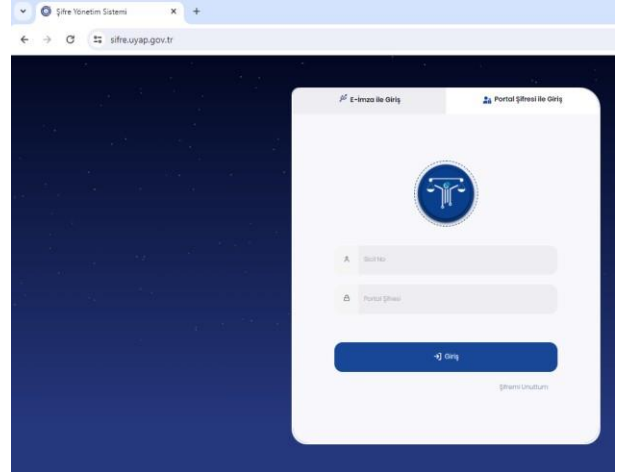 Şifre Yönetim Sistemi
sifre.uyap.gov.tr
E-İmza ile Giriş
Portal Şifresi ile Giriş
Sicil No
Portal Şifresi
Giriş
Şifremi Unuttum